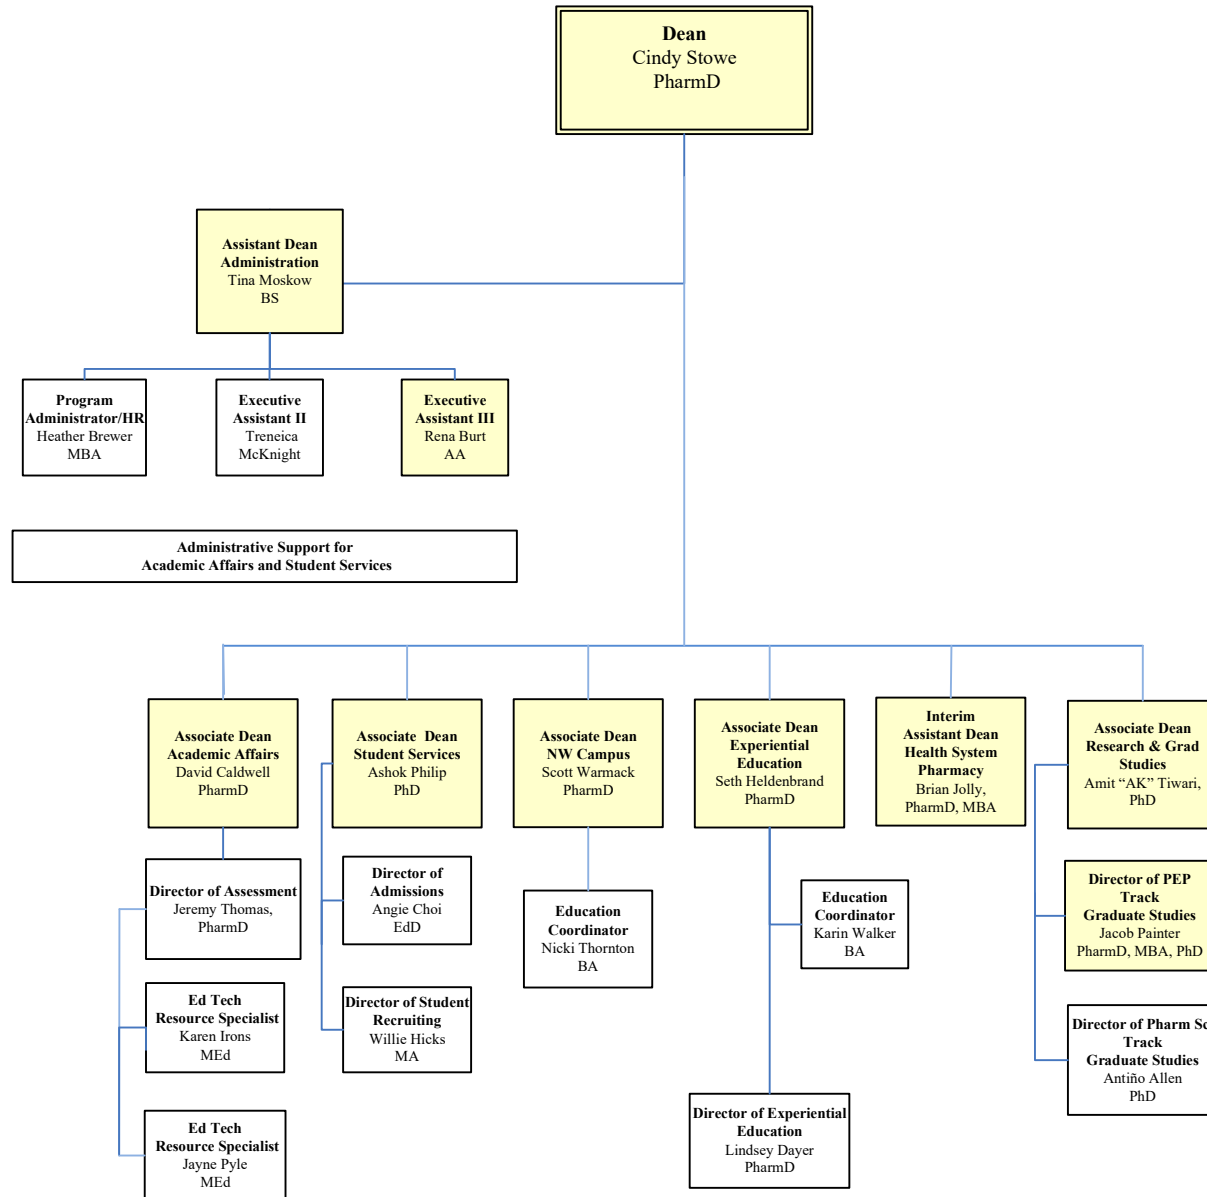 Dean
Cindy Stowe
PharmD
Assistant Dean
Administration
Tina Moskow
BS
Program
Administrator/HR
Heather Brewer
MBA
Executive
Assistant II
Treneica
McKnight
Executive
Assistant III
Rena Burt
AA
Administrative Support for
Academic Affairs and Student Services
Associate Dean
Academic Affairs
David Caldwell
PharmD
Associate Dean
Student Services
Ashok Philip
PhD
Associate Dean
NW Campus
Scott Warmack
PharmD
Associate Dean
Experiential
Education
Seth Heldenbrand
PharmD
Interim
Assistant Dean
Health System
Pharmacy
Brian Jolly,
PharmD, MBA
Associate Dean
Research & Grad
Studies
Amit “AK” Tiwari,
PhD
Director of Assessment
Jeremy Thomas,
PharmD
Director of
Admissions
Angie Choi
EdD
Education
Coordinator
Nicki Thornton
BA
Education
Coordinator
Karin Walker
BA
Director of PEP
Track
Graduate Studies
Jacob Painter
PharmD, MBA, PhD
Ed Tech
Resource Specialist
Karen Irons
MEd
Director of Student
Recruiting
Willie Hicks
MA
Director of Pharm Sc
Track
Graduate Studies
Antiño Allen
PhD
Ed Tech
Resource Specialist
Jayne Pyle
MEd
Director of Experiential
Education
Lindsey Dayer
PharmD